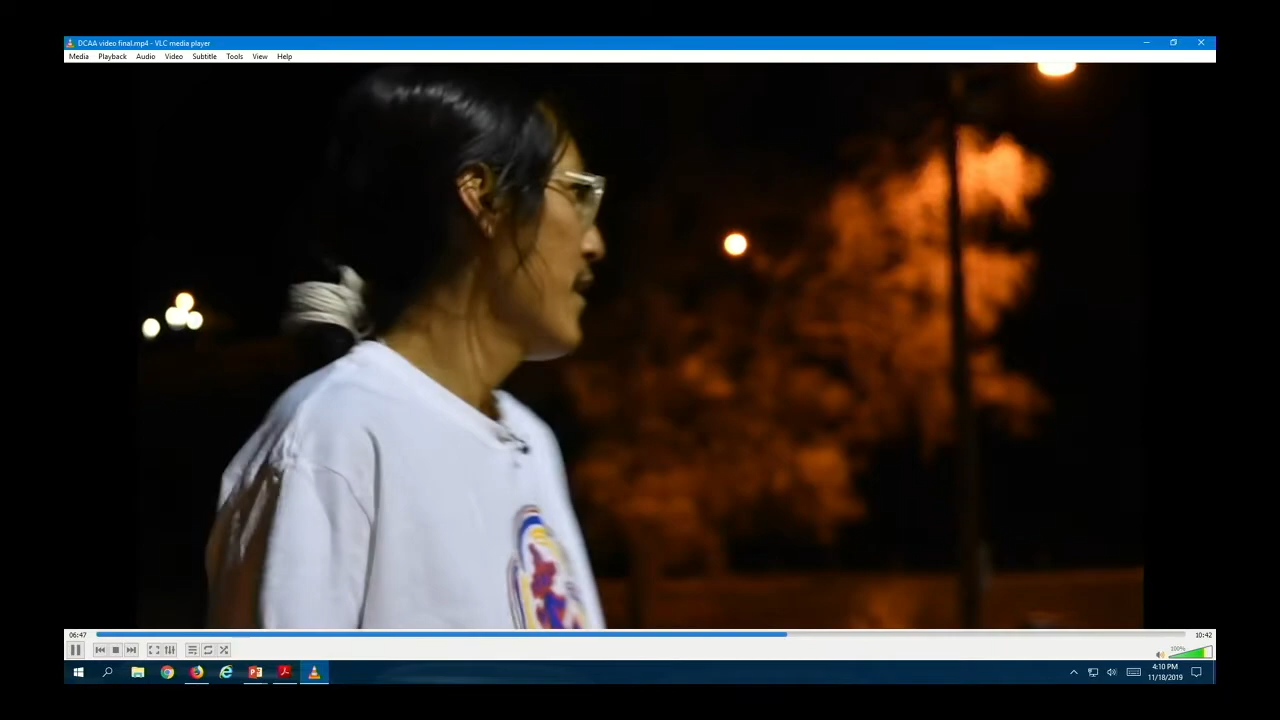 DCAA video final.mp4 - VLC media player
Media Playback Audio Video Subtitle Tools View Help
06:47
10:42
100%
4:10 PM
11/18/2019